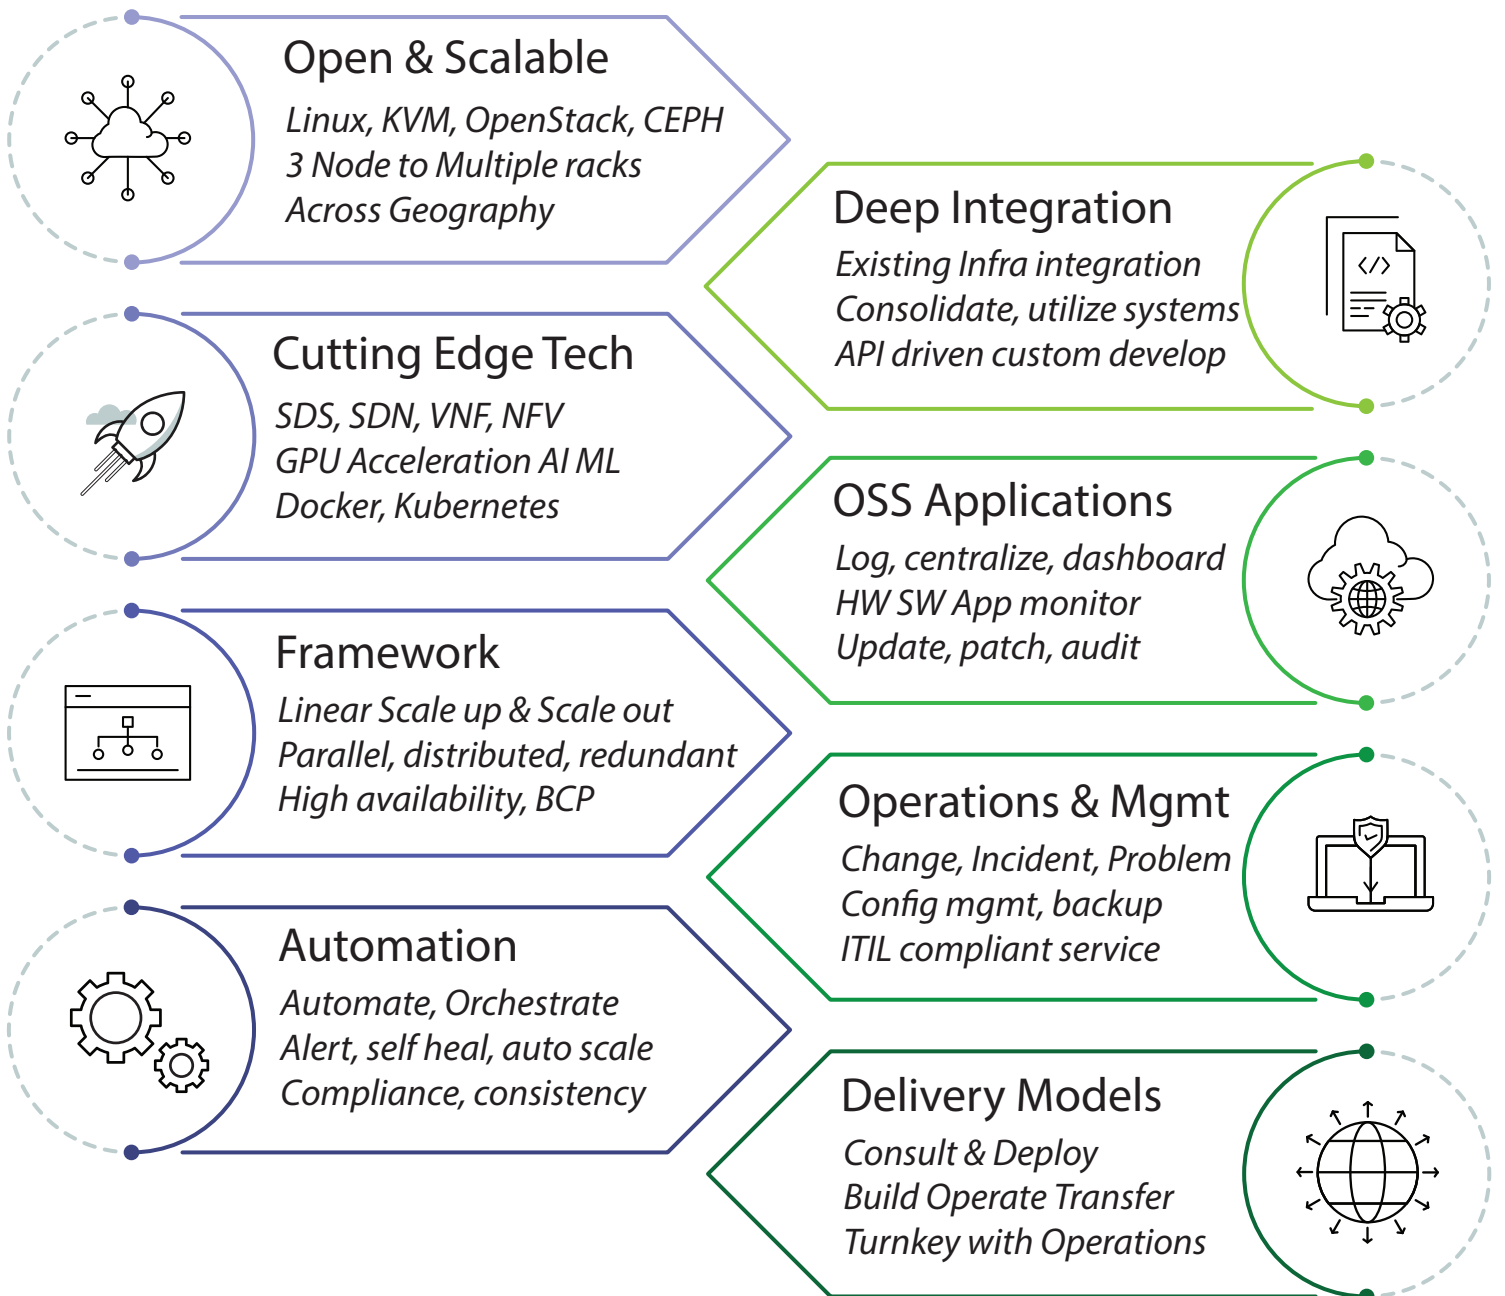 Open & Scalable
Linux, KVM, OpenStack, CEPH
3 Node to Multiple racks
Across Geography
Deep Integration
Existing Infra integration
Consolidate, utilize systems
API driven custom develop
Cutting Edge Tech
SDS, SDN, VNF, NFV
GPU Acceleration AI ML
Docker, Kubernetes
OSS Applications
Log, centralize, dashboard
HW SW App monitor
Update, patch, audit
Framework
Linear Scale up & Scale out
Parallel, distributed, redundant
High availability, BCP
Operations & Mgmt
Change, Incident, Problem
Config mgmt, backup
ITIL compliant service
Automation
Automate, Orchestrate
Alert, self heal, auto scale
Compliance, consistency
Delivery Models
Consult & Deploy
Build Operate Transfer
Turnkey with Operations